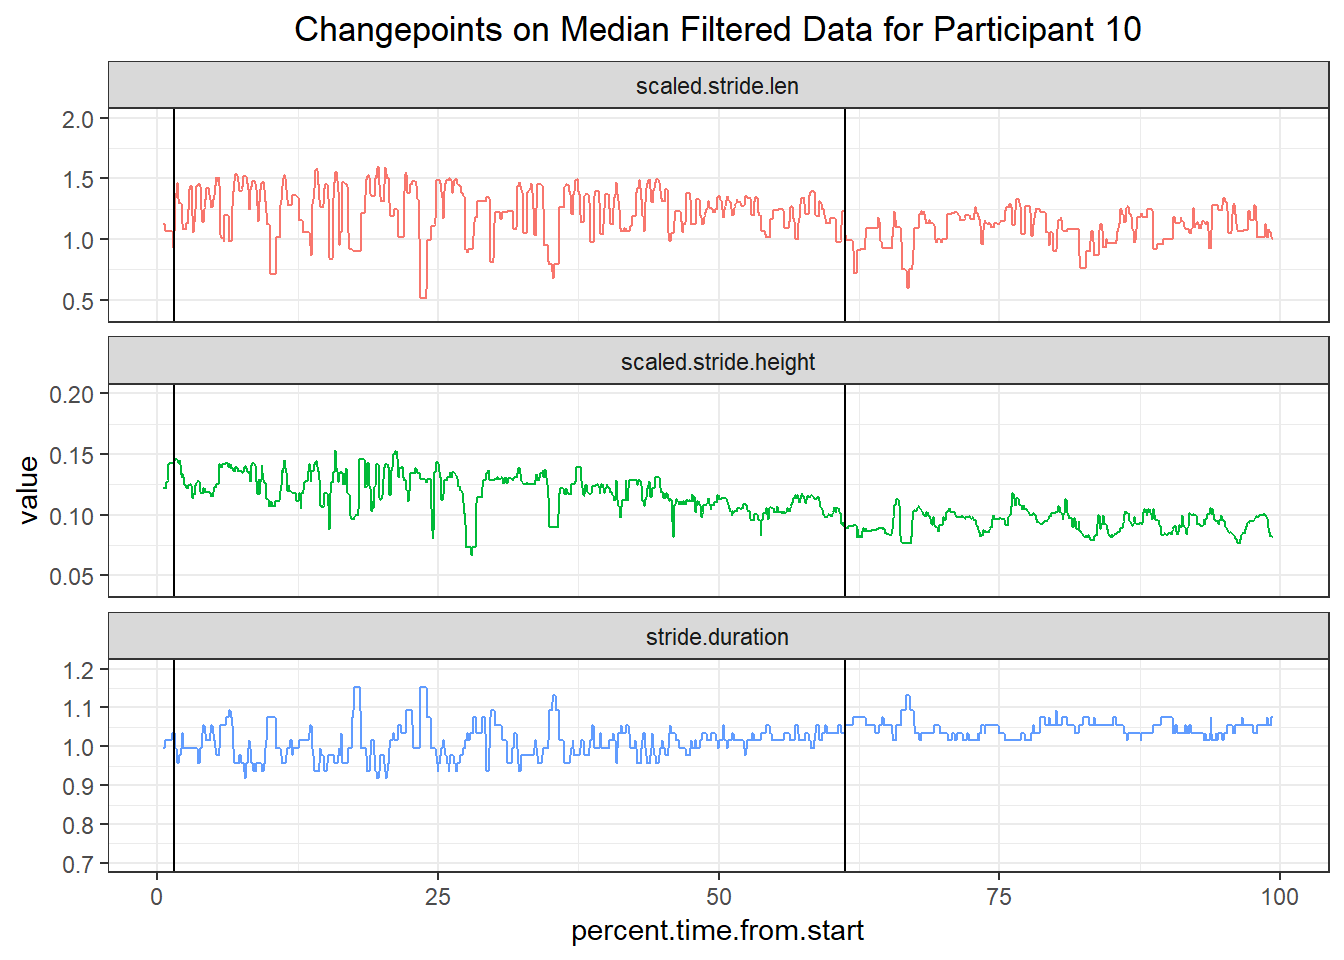 Changepoints on Median Filtered Data for Participant 10
scaled.stride.len
2.0
1.5
1.0
0.5
scaled.stride.height
0.20
0.15
0.10
0.05
value
stride.duration
1.2
1.1
1.0
0.9
0.8
0.7
0 25 50 75 100
percent.time.from.start